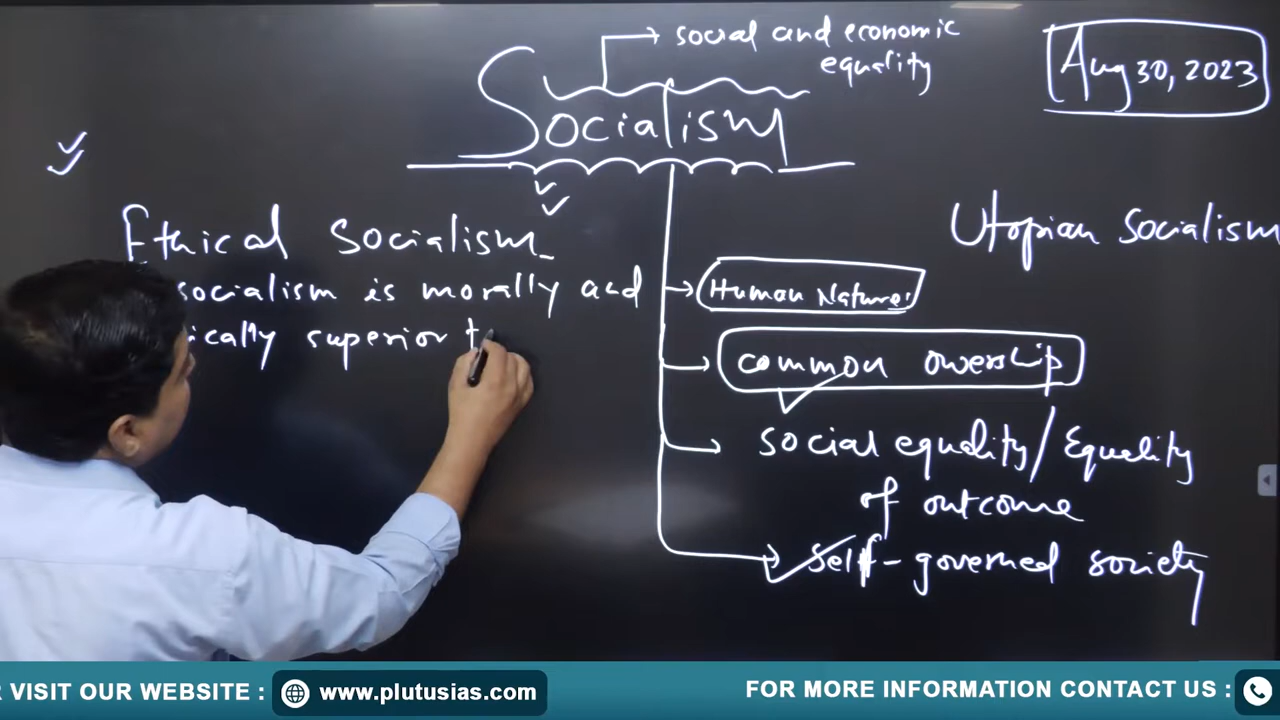 social and economic
equality
Aug 30, 2023
Socialism
Utopian Socialism
Ethical Socialism
socialism is morally and
ically superior t
Human Nature
common owership
social equality/Equality
of outcome
self-governed society
R VISIT OUR WEBSITE : www.plutusias.com
FOR MORE INFORMATION CONTACT US :